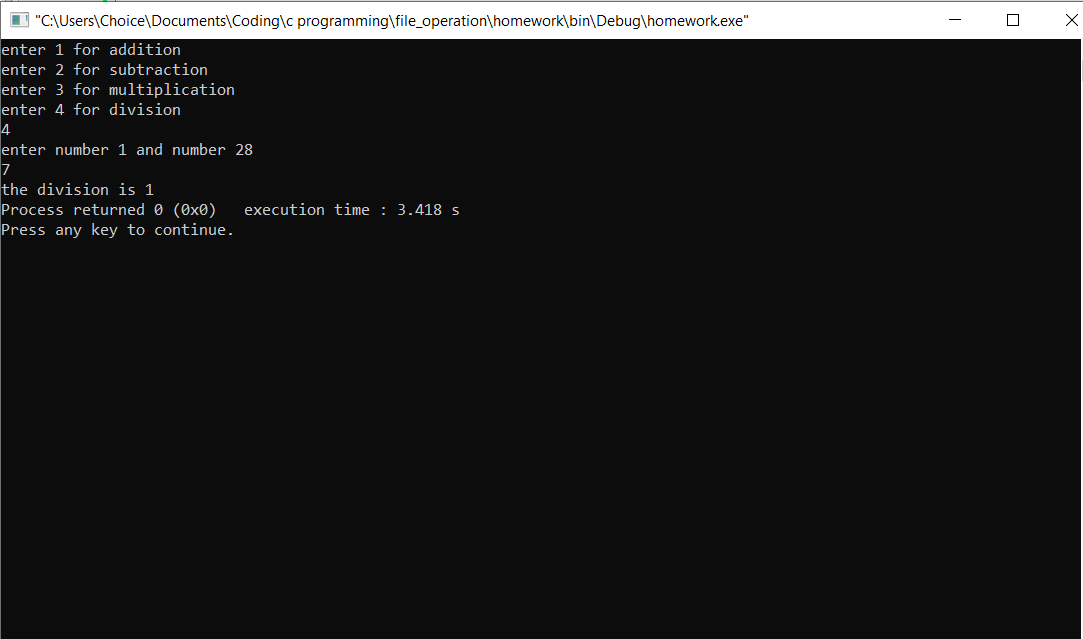 "C:\Users\Choice\Documents\Coding\c programming\file_operation\homework\bin\Debug\homework.exe"
enter 1 for addition
enter 2 for subtraction
enter 3 for multiplication
enter 4 for division
4
enter number 1 and number 28
7
the division is 1
Process returned 0 (0x0)   execution time : 3.418 s
Press any key to continue.